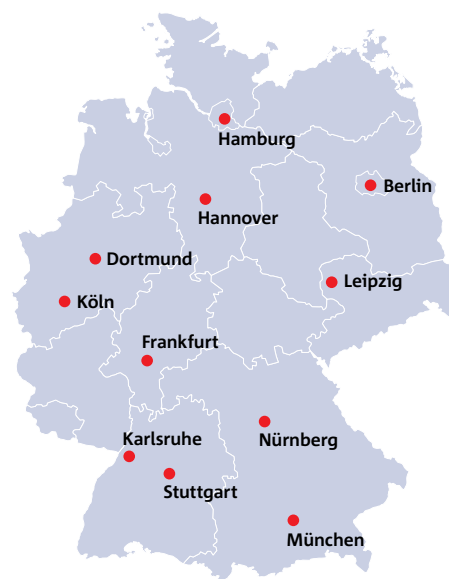 Hamburg
Berlin
Hannover
Dortmund
Leipzig
Köln
Frankfurt
Karlsruhe
Nürnberg
Stuttgart
München